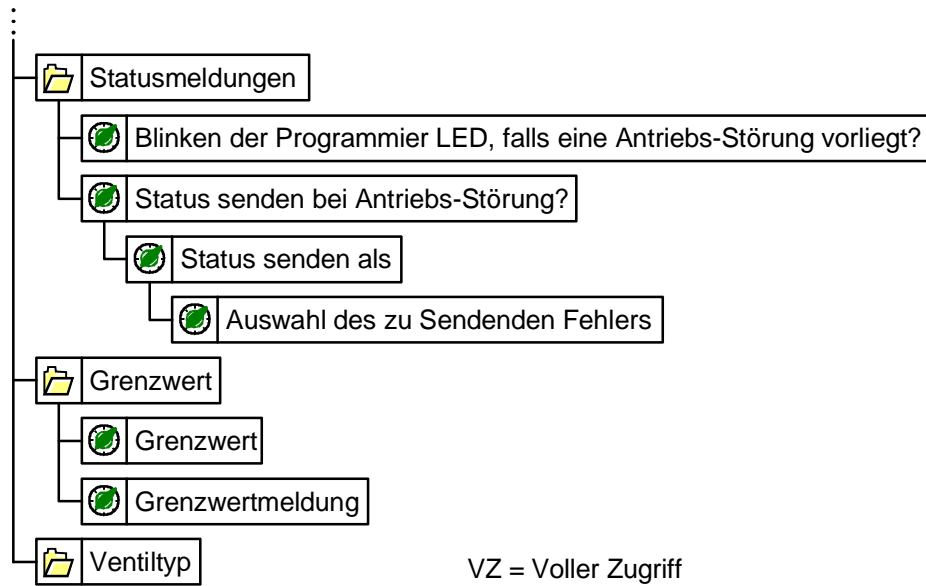 Statusmeldungen
Blinken der Programmier LED, falls eine Antriebs-Störung vorliegt?
Status senden bei Antriebs-Störung?
Status senden als
Auswahl des zu Sendenden Fehlers
Grenzwert
Grenzwert
Grenzwertmeldung
Ventiltyp
VZ = Voller Zugriff